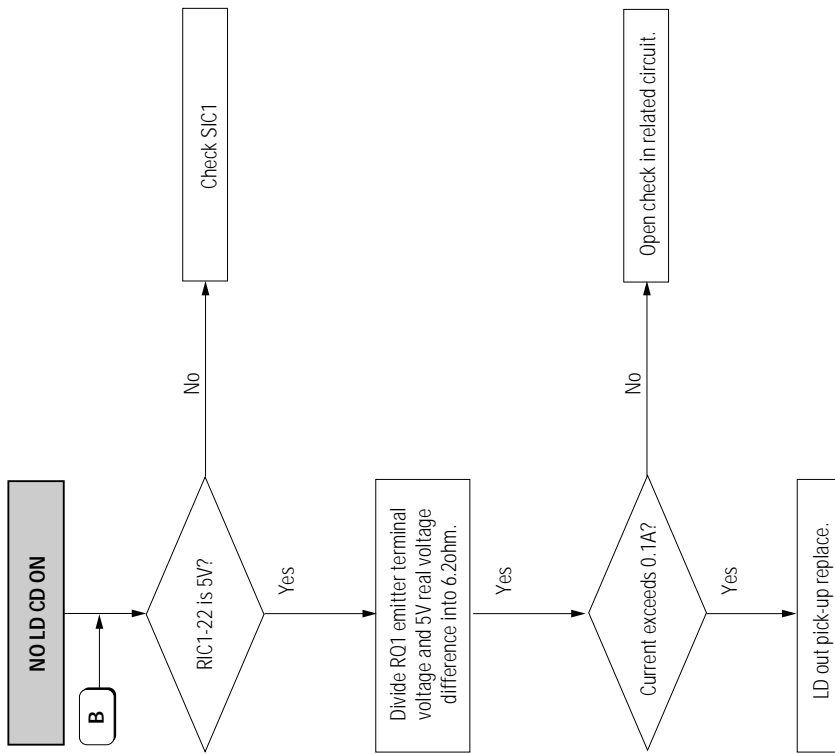 NO LD CD ON
B
RIC1-22 is 5V?
No
Check SIC1
Yes
Divide RQ1 emitter terminal
voltage and 5V real voltage
difference into 6.2ohm.
Yes
Current exceeds 0.1A?
No
Open check in related circuit.
Yes
LD out pick-up replace.